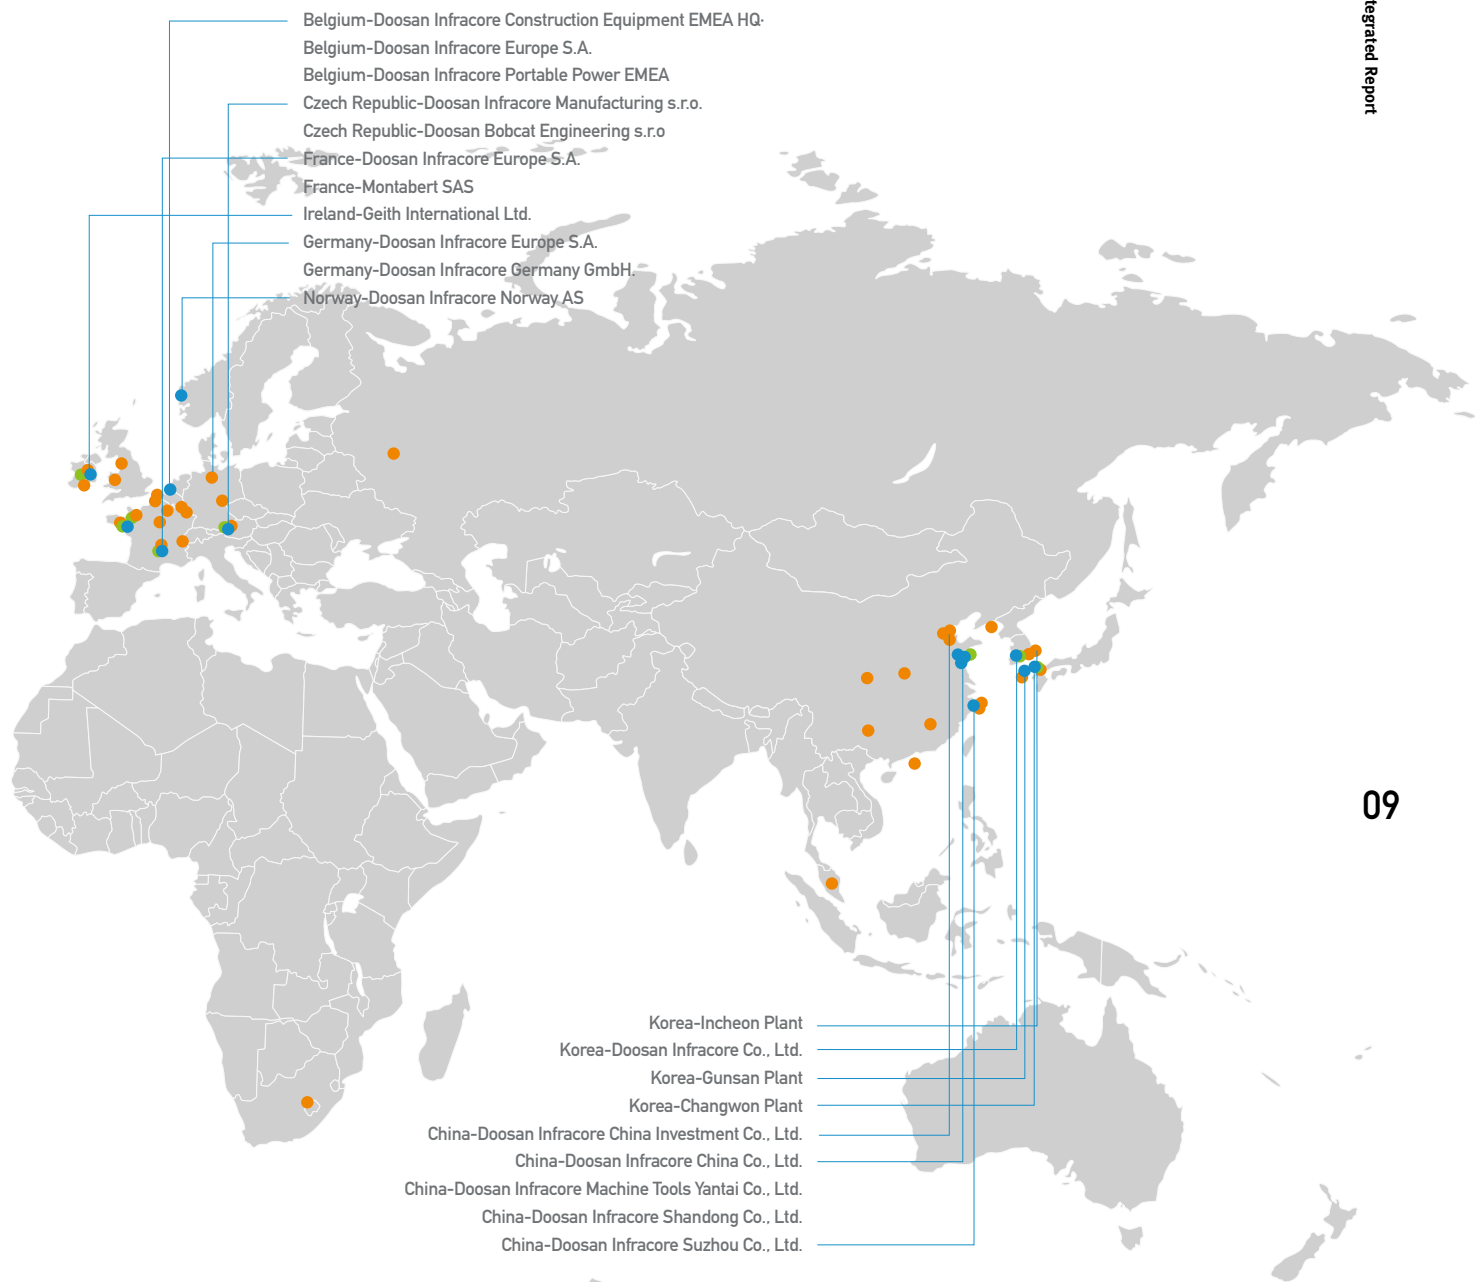 Belgium-Doosan Infracore Construction Equipment EMEA HQ·
Belgium-Doosan Infracore Europe S.A.
Belgium-Doosan Infracore Portable Power EMEA
Czech Republic-Doosan Infracore Manufacturing s.r.o.
Czech Republic-Doosan Bobcat Engineering s.r.o
France-Doosan Infracore Europe S.A.
France-Montabert SAS
Ireland-Geith International Ltd.
Germany-Doosan Infracore Europe S.A.
Germany-Doosan Infracore Germany GmbH.
Norway-Doosan Infracore Norway AS
tegrated Report
09
Korea-Incheon Plant
Korea-Doosan Infracore Co., Ltd.
Korea-Gunsan Plant
Korea-Changwon Plant
China-Doosan Infracore China Investment Co., Ltd.
China-Doosan Infracore China Co., Ltd.
China-Doosan Infracore Machine Tools Yantai Co., Ltd.
China-Doosan Infracore Shandong Co., Ltd.
China-Doosan Infracore Suzhou Co., Ltd.